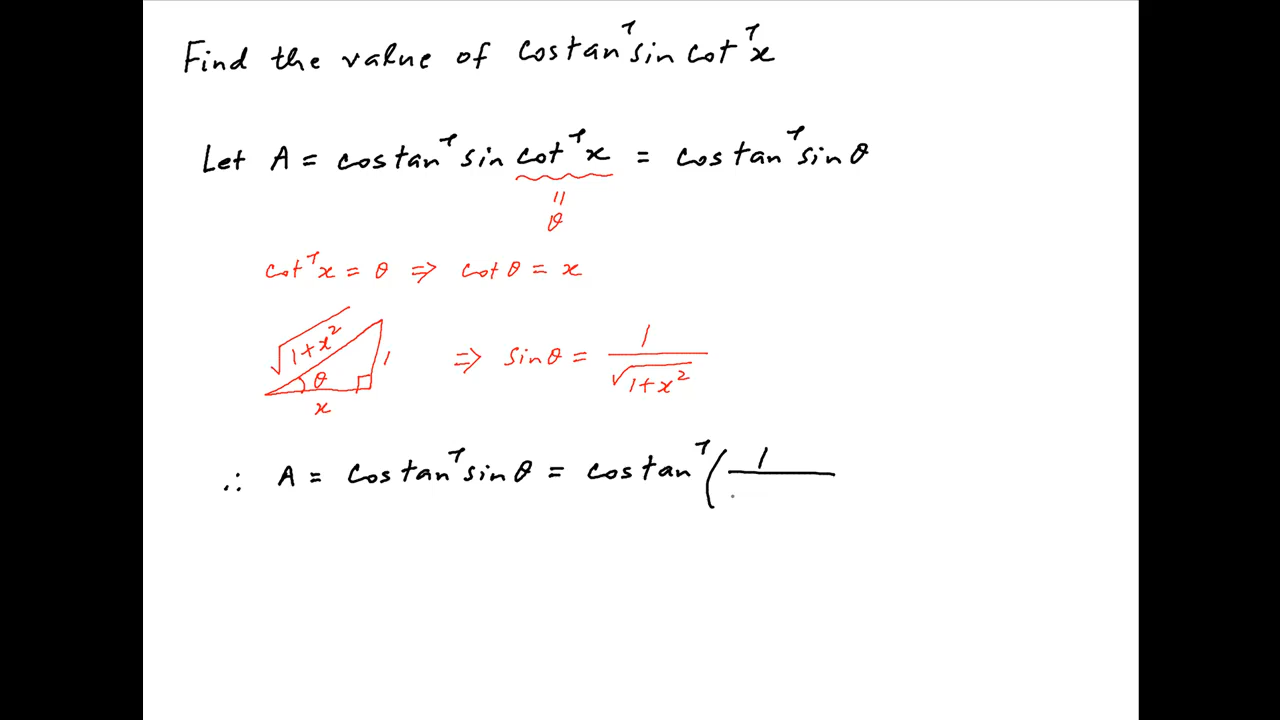 Find the value of cos tan⁻¹ sin cot⁻¹ x
Let A = cos tan⁻¹ sin cot⁻¹ x = cos tan⁻¹ sin θ
=
θ
cot⁻¹ x = θ ⇒ cot θ = x
√(1+x²) 1 θ x ⇒ sin θ = 1/√(1+x²)
∴ A = cos tan⁻¹ sin θ = cos tan⁻¹ ( 1/